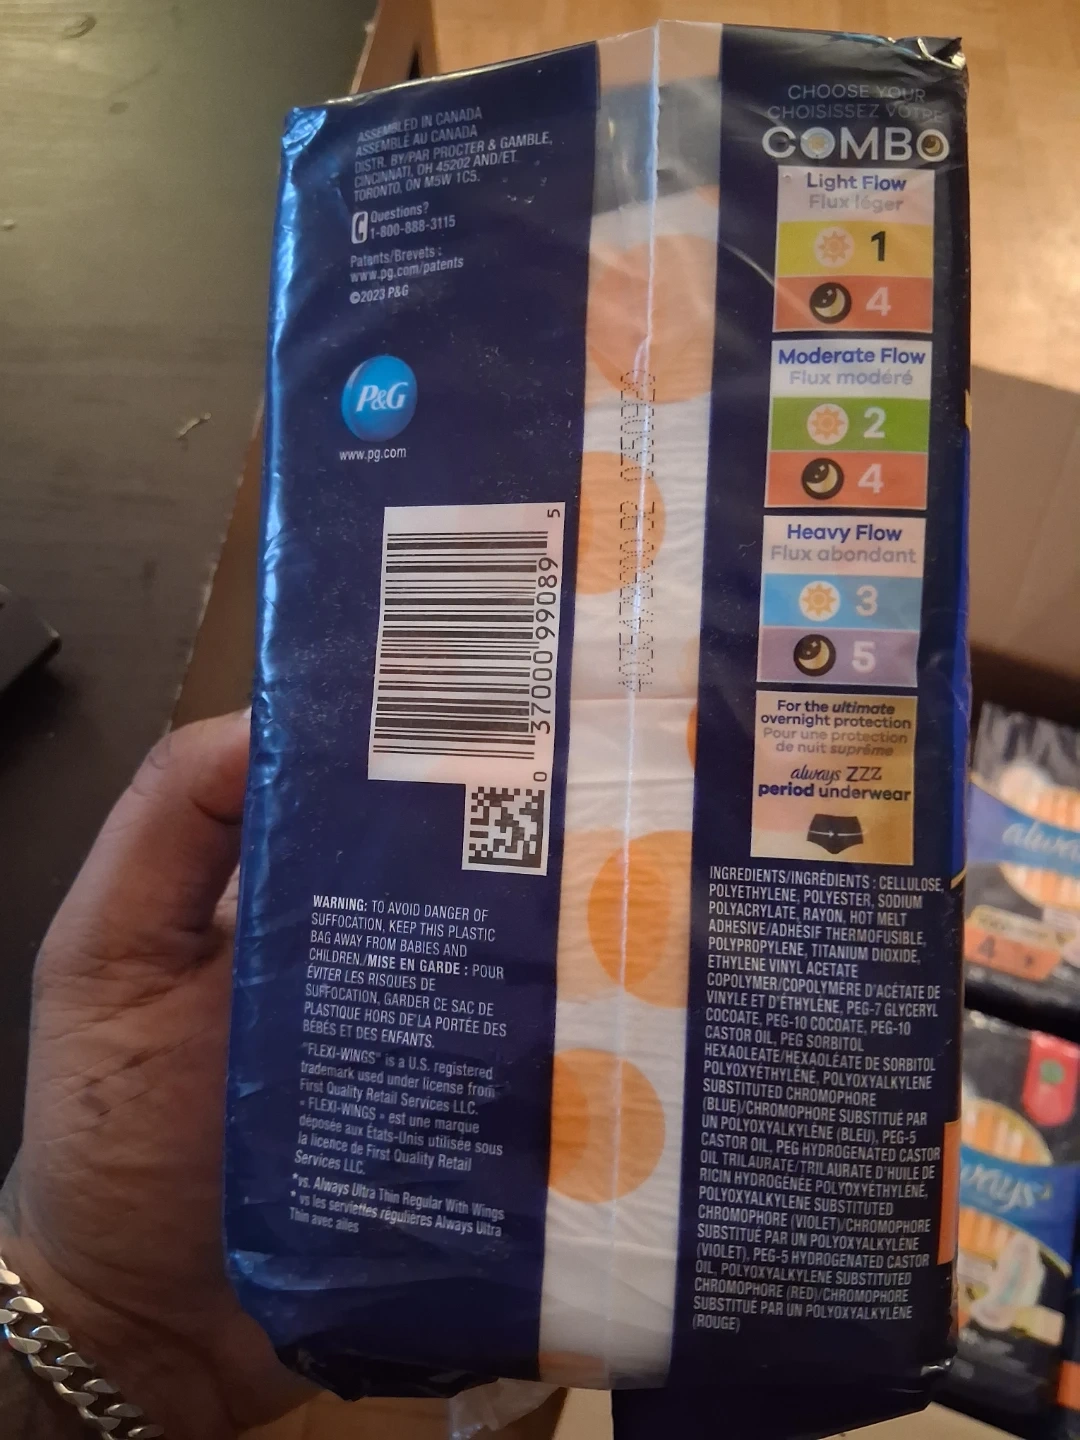 ASSEMBLED IN CANADA
ASSEMBLÉ AU CANADA
DISTR. BY/PAR PROCTER & GAMBLE,
CINCINNATI, OH 45202 AND/ET
TORONTO, ON M5W 1C5.
Questions?
1-800-888-3115
Patents/Brevets :
www.pg.com/patents
©2023 P&G
P&G
www.pg.com
0 37000 99089 5
WARNING: TO AVOID DANGER OF
SUFFOCATION, KEEP THIS PLASTIC
BAG AWAY FROM BABIES AND
CHILDREN./MISE EN GARDE : POUR
ÉVITER LES RISQUES DE
SUFFOCATION, GARDER CE SAC DE
PLASTIQUE HORS DE LA PORTÉE DES
BÉBÉS ET DES ENFANTS.
"FLEXI-WINGS" is a U.S. registered
trademark used under license from
First Quality Retail Services LLC.
« FLEXI-WINGS » est une marque
déposée aux États-Unis utilisée sous
la licence de First Quality Retail
Services LLC.
*vs. Always Ultra Thin Regular With Wings
* vs les serviettes régulières Always Ultra
Thin avec ailes
CHOOSE YOUR
CHOISISSEZ VOTRE
COMBO
Light Flow
Flux léger
1
4
Moderate Flow
Flux modéré
2
4
Heavy Flow
Flux abondant
3
5
For the ultimate
overnight protection
Pour une protection
de nuit suprême
always ZZZ
period underwear
INGREDIENTS/INGRÉDIENTS : CELLULOSE,
POLYETHYLENE, POLYESTER, SODIUM
POLYACRYLATE, RAYON, HOT MELT
ADHESIVE/ADHÉSIF THERMOFUSIBLE,
POLYPROPYLENE, TITANIUM DIOXIDE,
ETHYLENE VINYL ACETATE
COPOLYMER/COPOLYMÈRE D'ACÉTATE DE
VINYLE ET D'ÉTHYLÈNE, PEG-7 GLYCERYL
COCOATE, PEG-10 COCOATE, PEG-10
CASTOR OIL, PEG SORBITOL
HEXAOLEATE/HEXAOLÉATE DE SORBITOL
POLYOXYÉTHYLÉNÉ, POLYOXYALKYLENE
SUBSTITUTED CHROMOPHORE
(BLUE)/CHROMOPHORE SUBSTITUÉ PAR
UN POLYOXYALKYLÈNE (BLEU), PEG-5
CASTOR OIL, PEG HYDROGENATED CASTOR
OIL TRILAURATE/TRILAURATE D'HUILE DE
RICIN HYDROGÉNÉE POLYOXYÉTHYLÉNÉ,
POLYOXYALKYLENE SUBSTITUTED
CHROMOPHORE (VIOLET)/CHROMOPHORE
SUBSTITUÉ PAR UN POLYOXYALKYLÈNE
(VIOLET), PEG-5 HYDROGENATED CASTOR
OIL, POLYOXYALKYLENE SUBSTITUTED
CHROMOPHORE (RED)/CHROMOPHORE
SUBSTITUÉ PAR UN POLYOXYALKYLÈNE
(ROUGE)
4